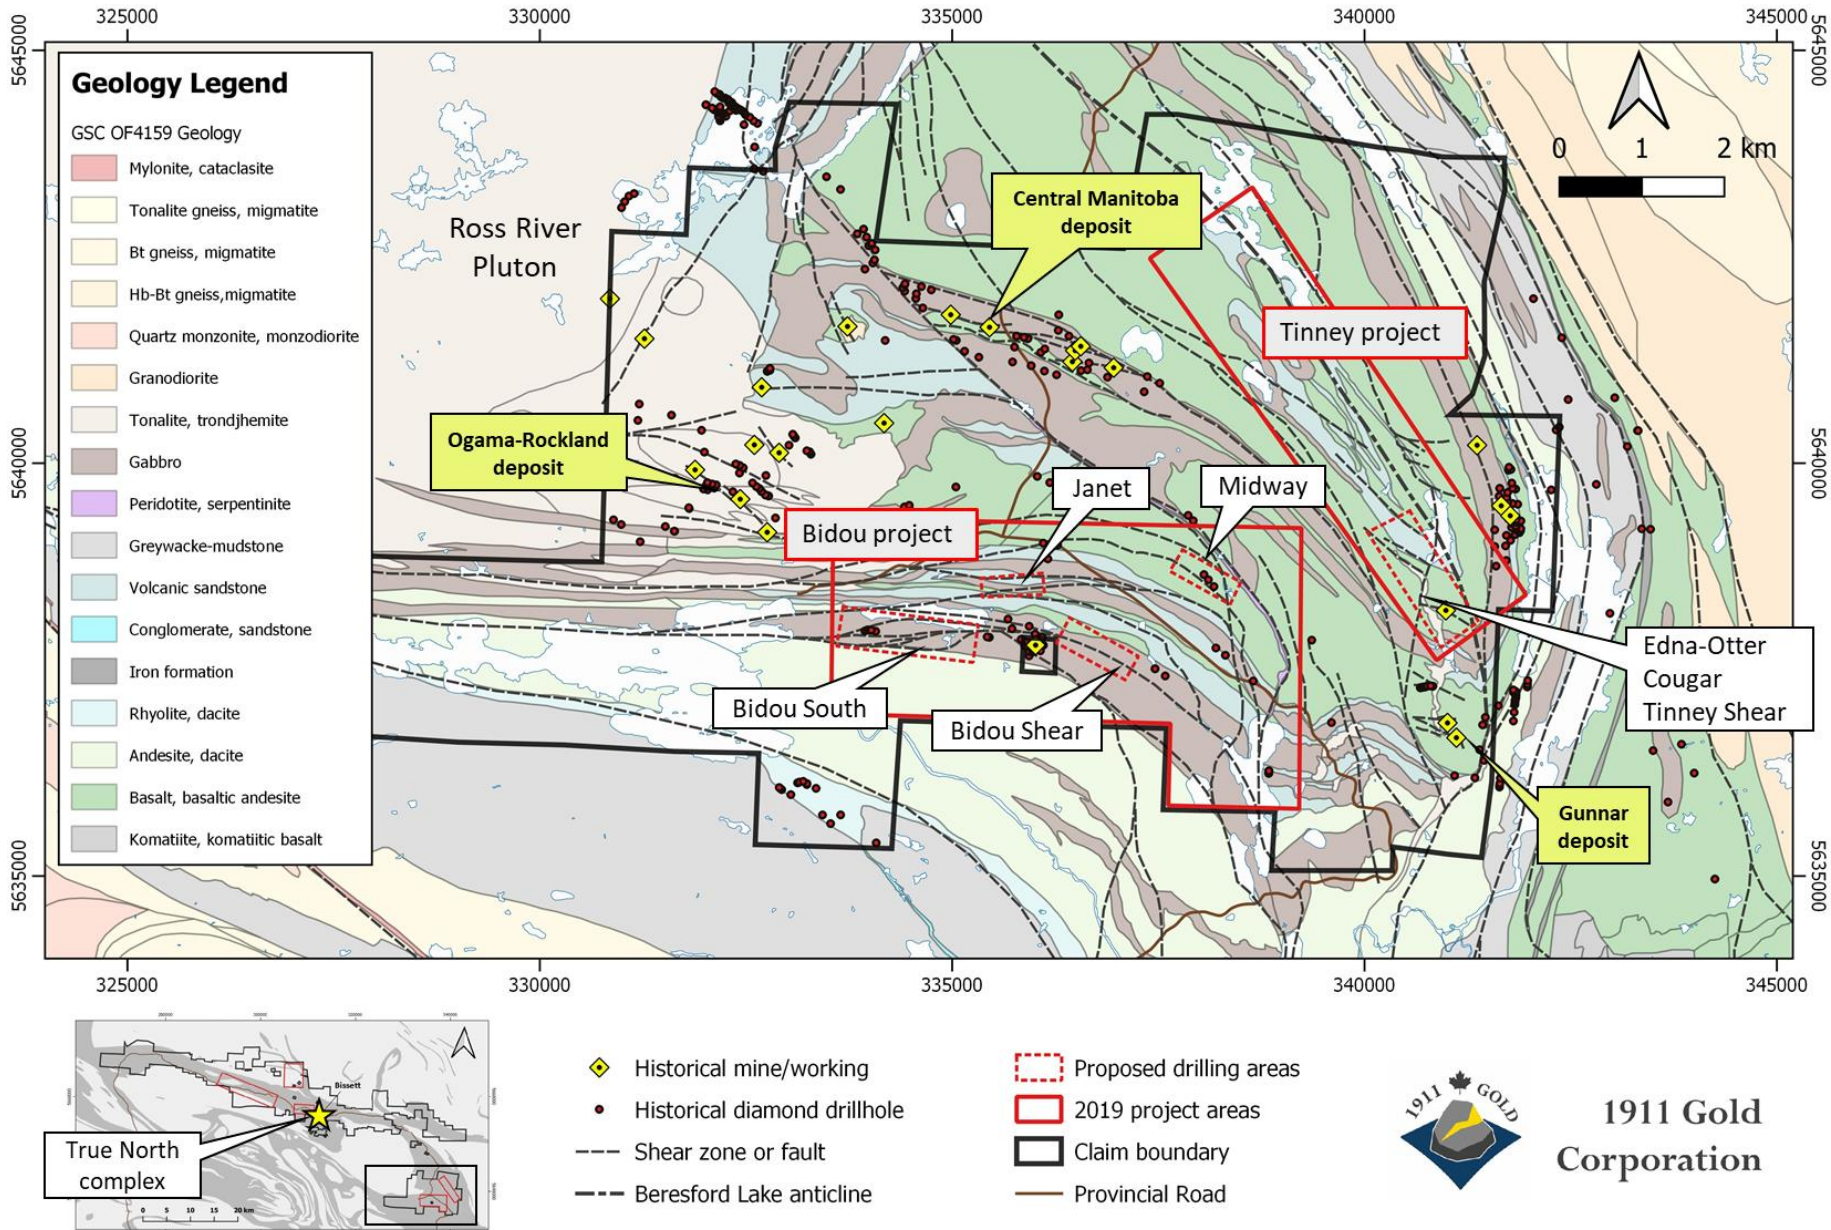 325000
330000
335000
340000
345000
5645000
5645000
Geology Legend
GSC OF4159 Geology
Mylonite, cataclasite
Tonalite gneiss, migmatite
Bt gneiss, migmatite
Hb-Bt gneiss,migmatite
Quartz monzonite, monzodiorite
Granodiorite
Tonalite, trondjhemite
Gabbro
Peridotite, serpentinite
Greywacke-mudstone
Volcanic sandstone
Conglomerate, sandstone
Iron formation
Rhyolite, dacite
Andesite, dacite
Basalt, basaltic andesite
Komatiite, komatiitic basalt
0 1 2 km
Ross River
Pluton
Central Manitoba
deposit
Tinney project
Ogama-Rockland
deposit
5640000
5640000
Janet
Midway
Bidou project
Edna-Otter
Cougar
Tinney Shear
Bidou South
Bidou Shear
Gunnar
deposit
5635000
5635000
325000
330000
335000
340000
345000
Bissett
True North
complex
0 5 10 15 20 km
Historical mine/working
Historical diamond drillhole
Shear zone or fault
Beresford Lake anticline
Proposed drilling areas
2019 project areas
Claim boundary
Provincial Road
1911 GOLD
1911 Gold
Corporation